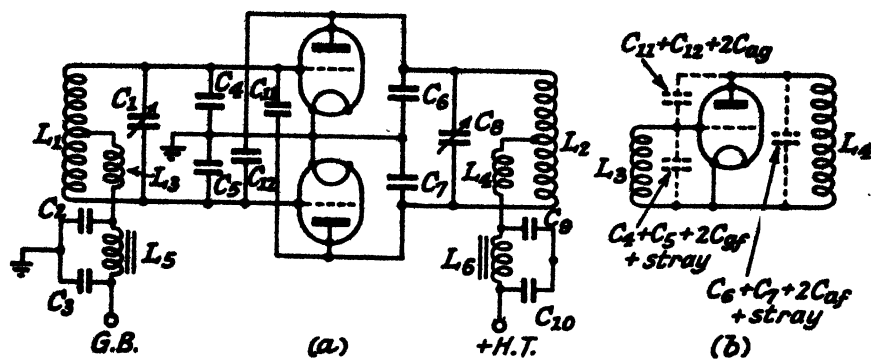 L1
C1
L3
C2
C3
L5
G.B.
C4
C5
C11
C12
(a)
C6
C7
C8
L4
L2
C9
L6
C10
+H.T.
C11+C12+2Cag
L3
L4
C4+C5+2Cgf
+stray
C6+C7+2Caf
+stray
(b)